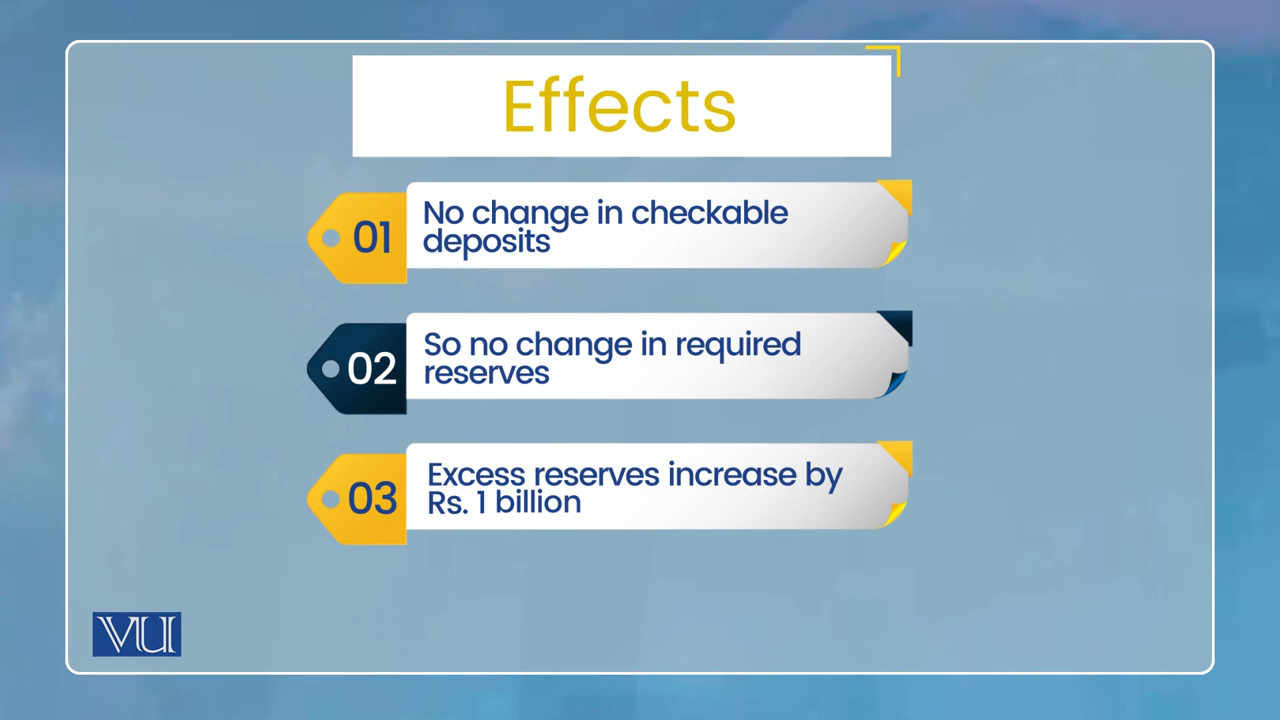 Effects
01
No change in checkable
deposits
02
So no change in required
reserves
03
Excess reserves increase by
Rs. 1 billion
VU